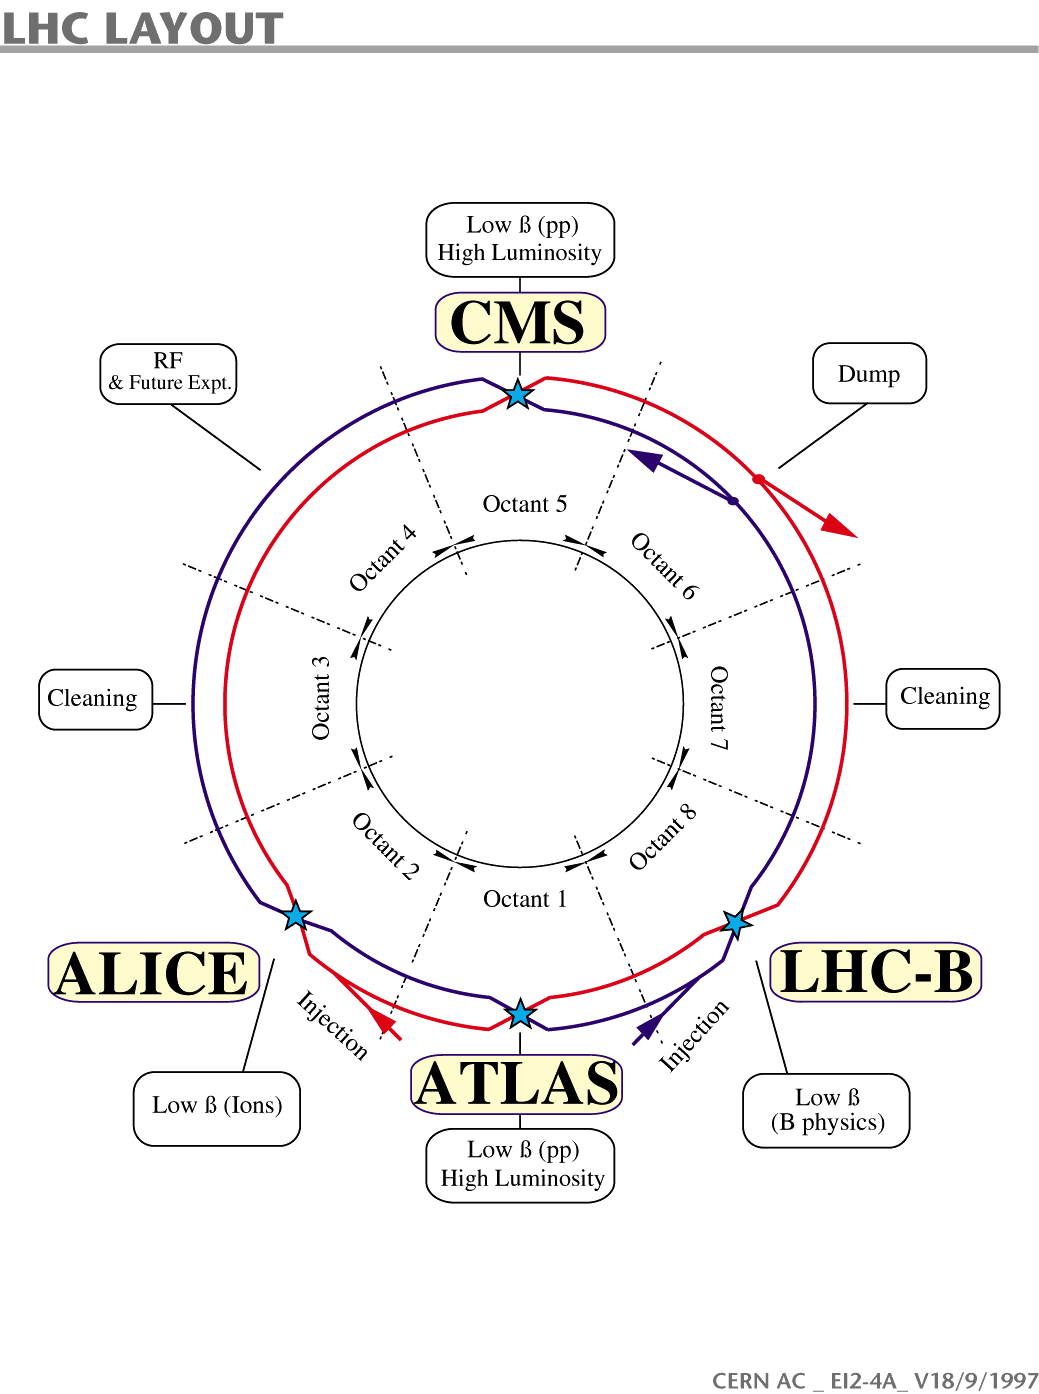 LHC LAYOUT
Low ß (pp)
High Luminosity
CMS
RF
& Future Expt.
Dump
Octant 5
Octant 4
Octant 6
Cleaning
Octant 3
Octant 7
Cleaning
Octant 2
Octant 8
Octant 1
ALICE
LHC-B
Injection
Injection
ATLAS
Low ß (Ions)
Low ß
(B physics)
Low ß (pp)
High Luminosity
CERN AC _ EI2-4A_ V18/9/1997